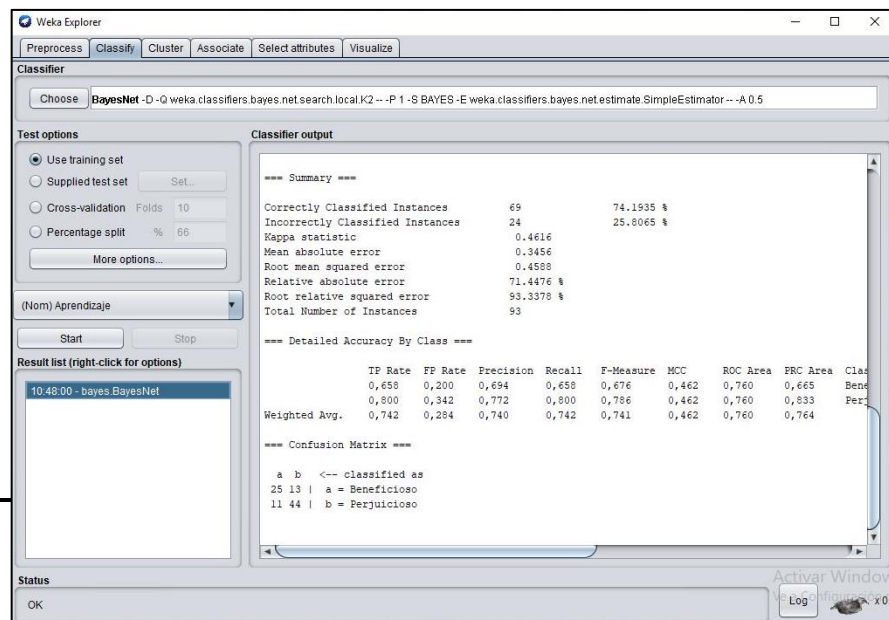 Weka Explorer
Preprocess Classify Cluster Associate Select attributes Visualize
Classifier
Choose BayesNet -D -Q weka.classifiers.bayes.net.search.local.K2 -- -P 1 -S BAYES -E weka.classifiers.bayes.net.estimate.SimpleEstimator -- -A 0.5
Test options
Use training set
Supplied test set Set...
Cross-validation Folds 10
Percentage split % 66
More options...
(Nom) Aprendizaje
Start Stop
Result list (right-click for options)
10:48:00 - bayes.BayesNet
Classifier output
=== Summary ===
Correctly Classified Instances 69 74.1935 %
Incorrectly Classified Instances 24 25.8065 %
Kappa statistic 0.4616
Mean absolute error 0.3456
Root mean squared error 0.4588
Relative absolute error 71.4476 %
Root relative squared error 93.3378 %
Total Number of Instances 93
=== Detailed Accuracy By Class ===
TP Rate FP Rate Precision Recall F-Measure MCC ROC Area PRC Area Clas
0,658 0,200 0,694 0,658 0,676 0,462 0,760 0,665 Bene
0,800 0,342 0,772 0,800 0,786 0,462 0,760 0,833 Perj
Weighted Avg. 0,742 0,284 0,740 0,742 0,741 0,462 0,760 0,764
=== Confusion Matrix ===
a b <-- classified as
25 13 | a = Beneficioso
11 44 | b = Perjuicioso
Status
OK
Activar Window
Log x 0